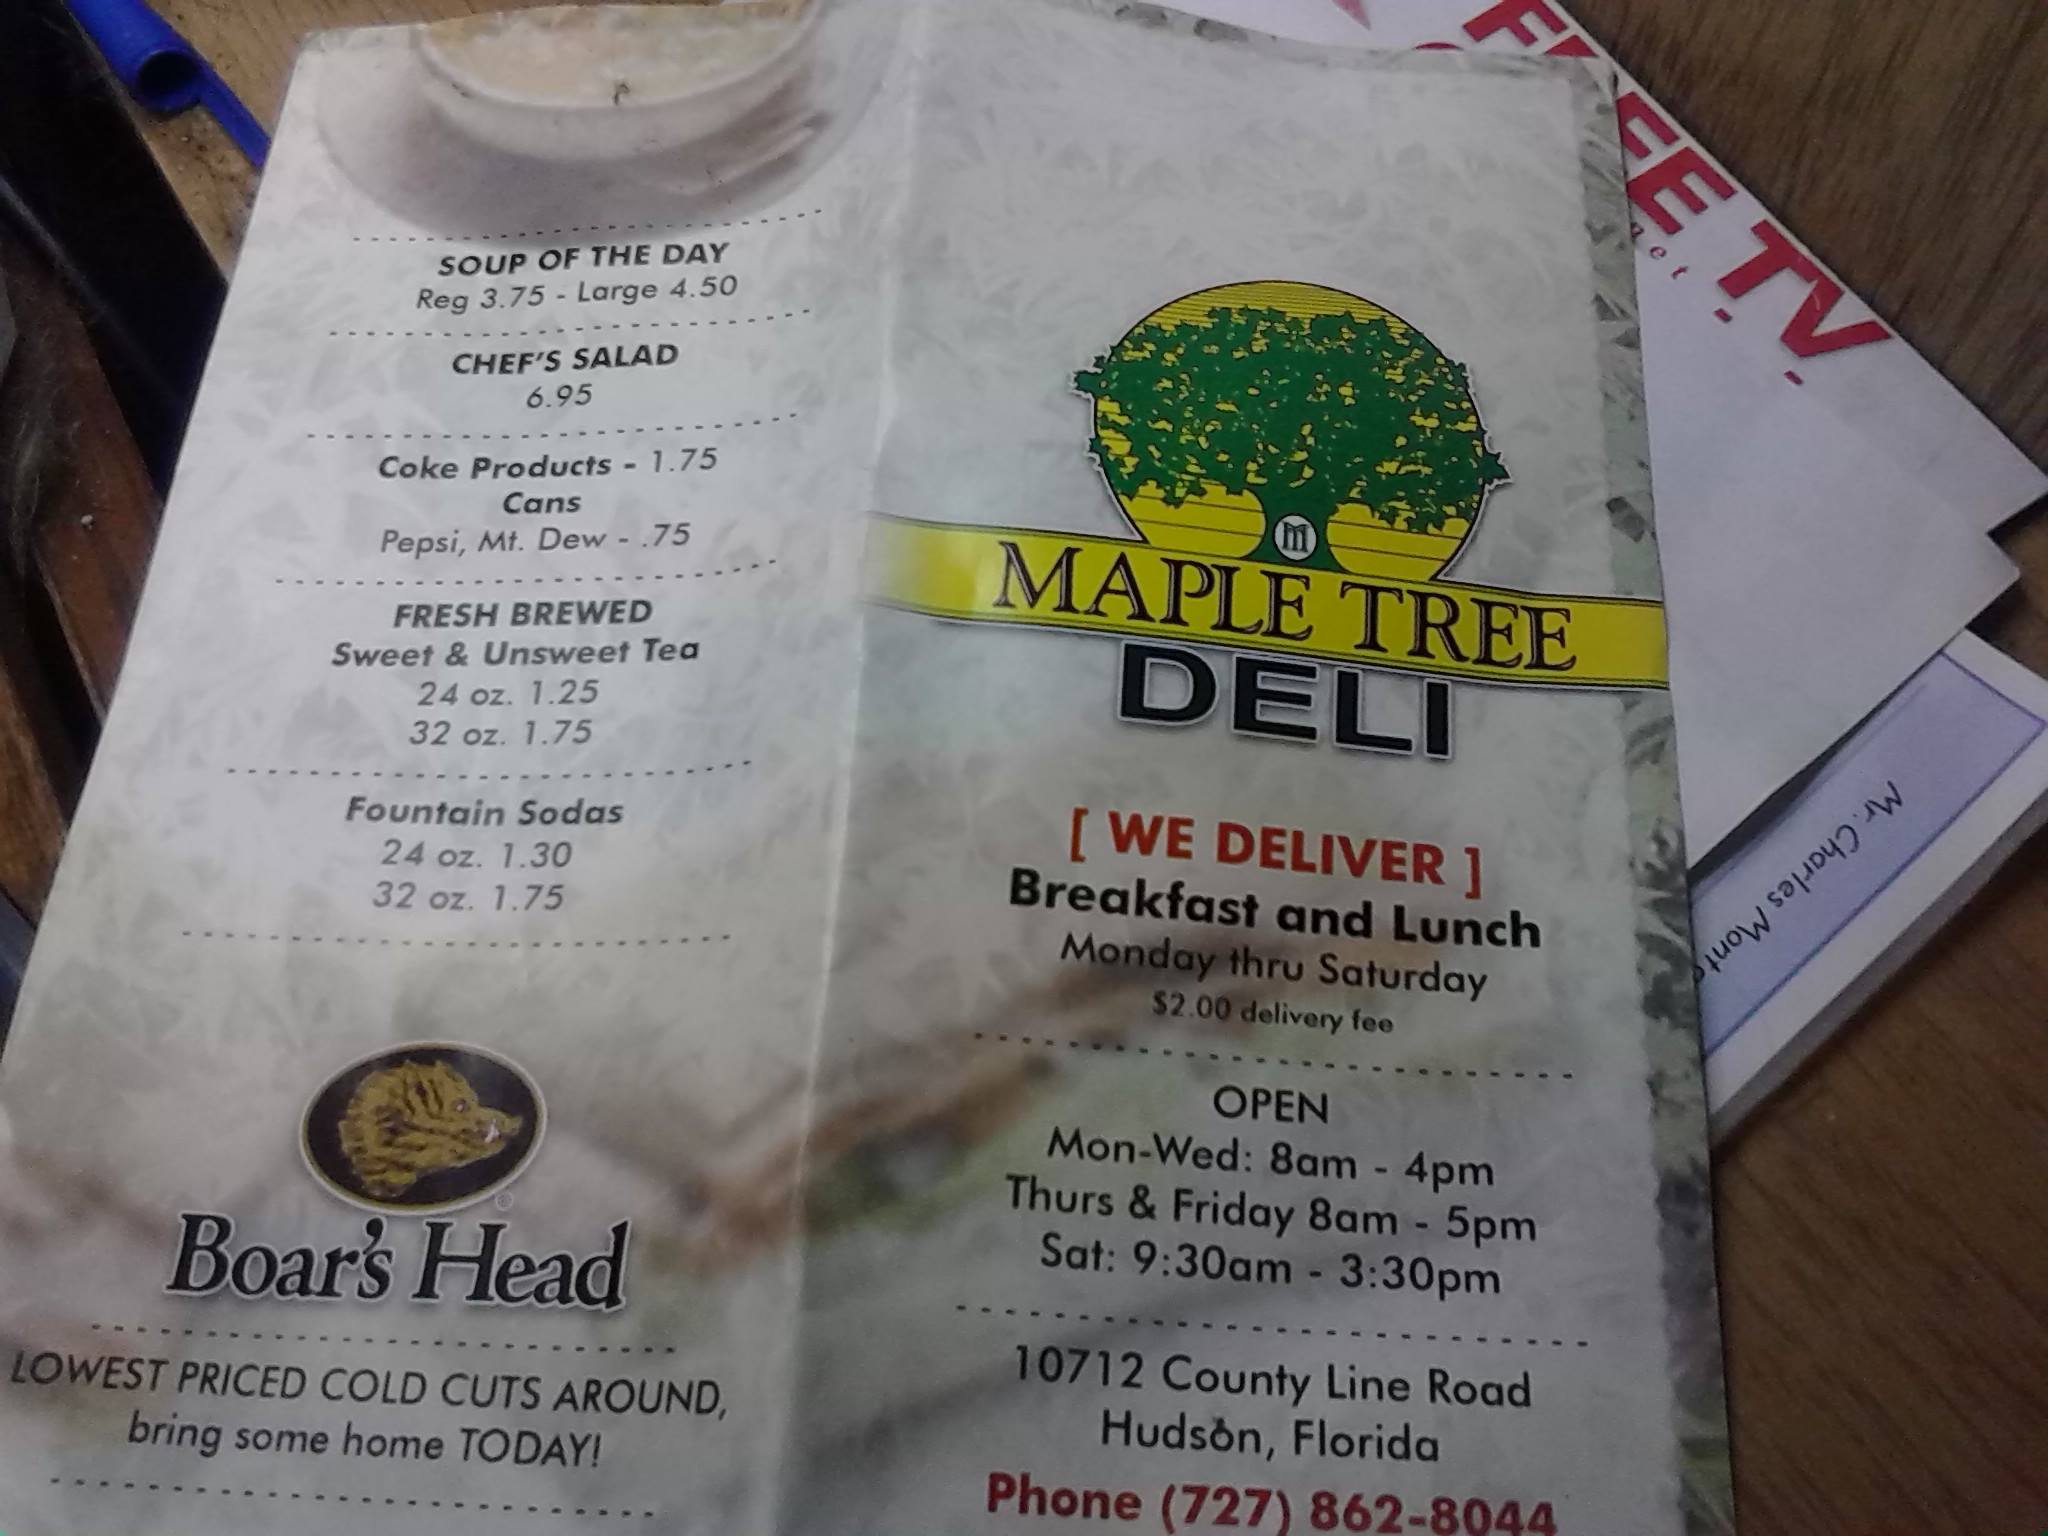 SOUP OF THE DAY
Reg 3.75 - Large 4.50
CHEF'S SALAD
6.95
Coke Products - 1.75
Cans
Pepsi, Mt. Dew - .75
FRESH BREWED
Sweet & Unsweet Tea
24 oz. 1.25
32 oz. 1.75
Fountain Sodas
24 oz. 1.30
32 oz. 1.75
Boar's Head
®
LOWEST PRICED COLD CUTS AROUND,
bring some home TODAY!
M
MAPLE TREE
DELI
[ WE DELIVER ]
Breakfast and Lunch
Monday thru Saturday
$2.00 delivery fee
OPEN
Mon-Wed: 8am - 4pm
Thurs & Friday 8am - 5pm
Sat: 9:30am - 3:30pm
10712 County Line Road
Hudson, Florida
Phone (727) 862-8044
TV
Mr. Charles